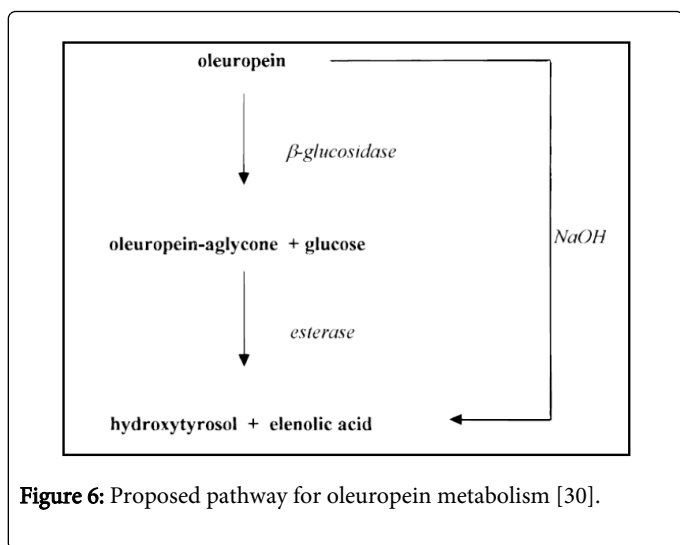 oleuropein
β-glucosidase
oleuropein-aglycone + glucose
NaOH
esterase
hydroxytyrosol + elenolic acid
Figure 6: Proposed pathway for oleuropein metabolism [30].